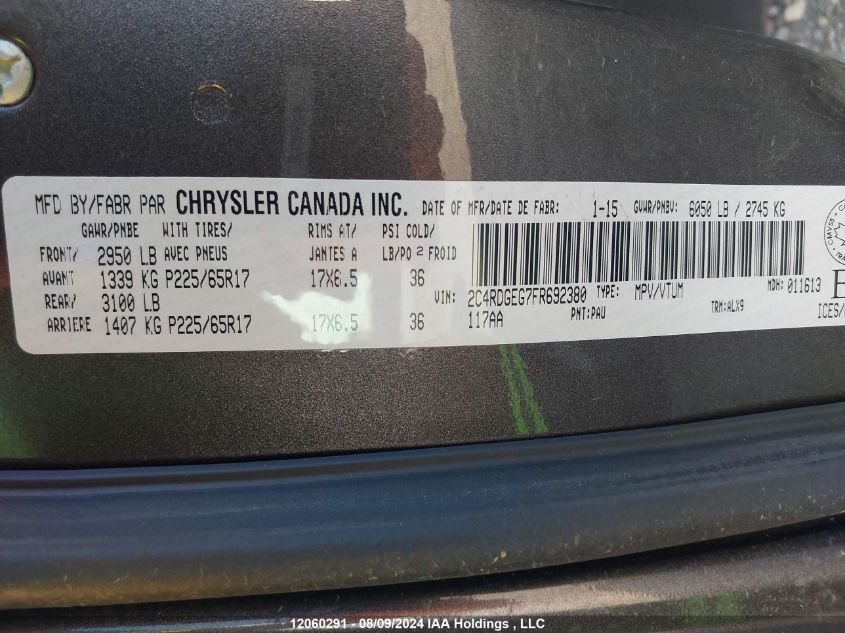 MFD BY/FABR PAR CHRYSLER CANADA INC. DATE OF MFR/DATE DE FABR: 1-15 GVWR/PNBV: 6050 LB / 2745 KG
GAWR/PNBE WITH TIRES/ RIMS AT/ PSI COLD/
FRONT/ 2950 LB AVEC PNEUS JANTES A LB/PO 2 FROID
AVANT 1339 KG P225/65R17 17X6.5 36
REAR/ 3100 LB VIN: 2C4RDGEG7FR692380 TYPE: MPV/VTUM MDH: 011613
ARRIERE 1407 KG P225/65R17 17X6.5 36 117AA PNT: PAU TRM: ALX9 ICES/
12060291 - 08/09/2024 IAA Holdings , LLC